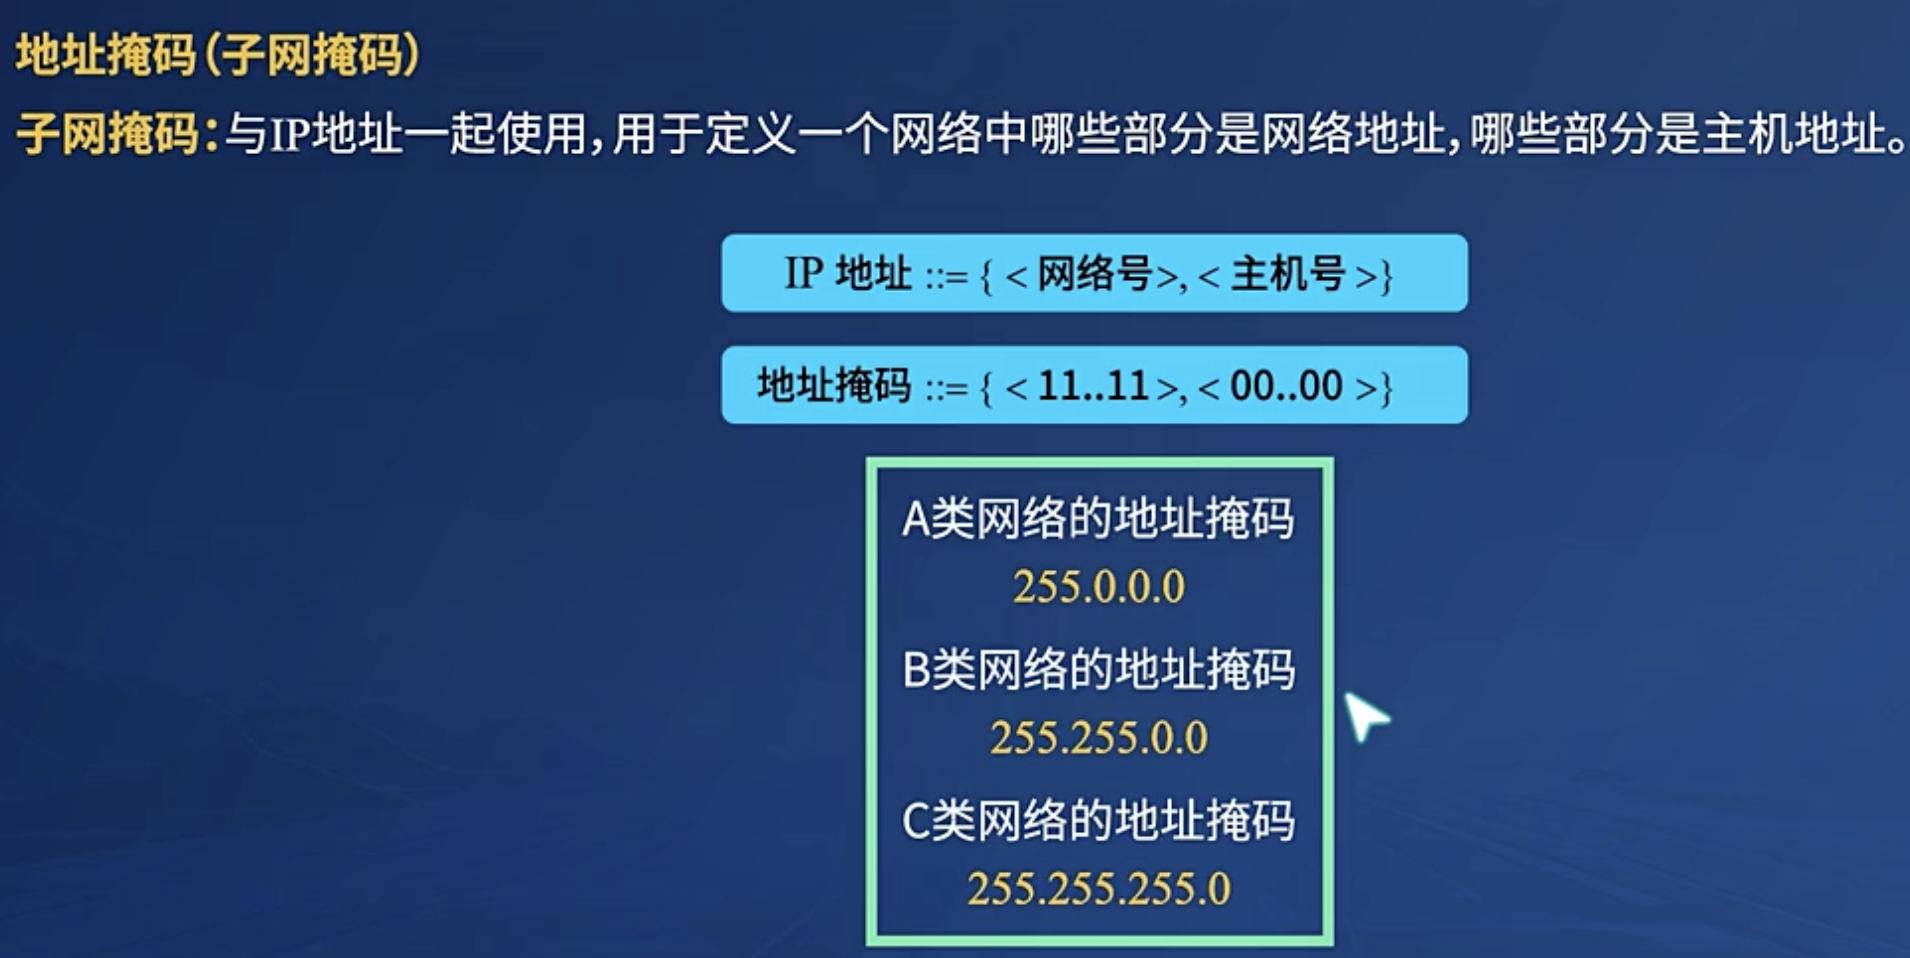 地址掩码(子网掩码)
子网掩码:与IP地址一起使用,用于定义一个网络中哪些部分是网络地址,哪些部分是主机地址。
IP 地址 ::= { < 网络号>, < 主机号 >}
地址掩码 ::= { < 11..11 >, < 00..00 >}
A类网络的地址掩码
255.0.0.0
B类网络的地址掩码
255.255.0.0
C类网络的地址掩码
255.255.255.0